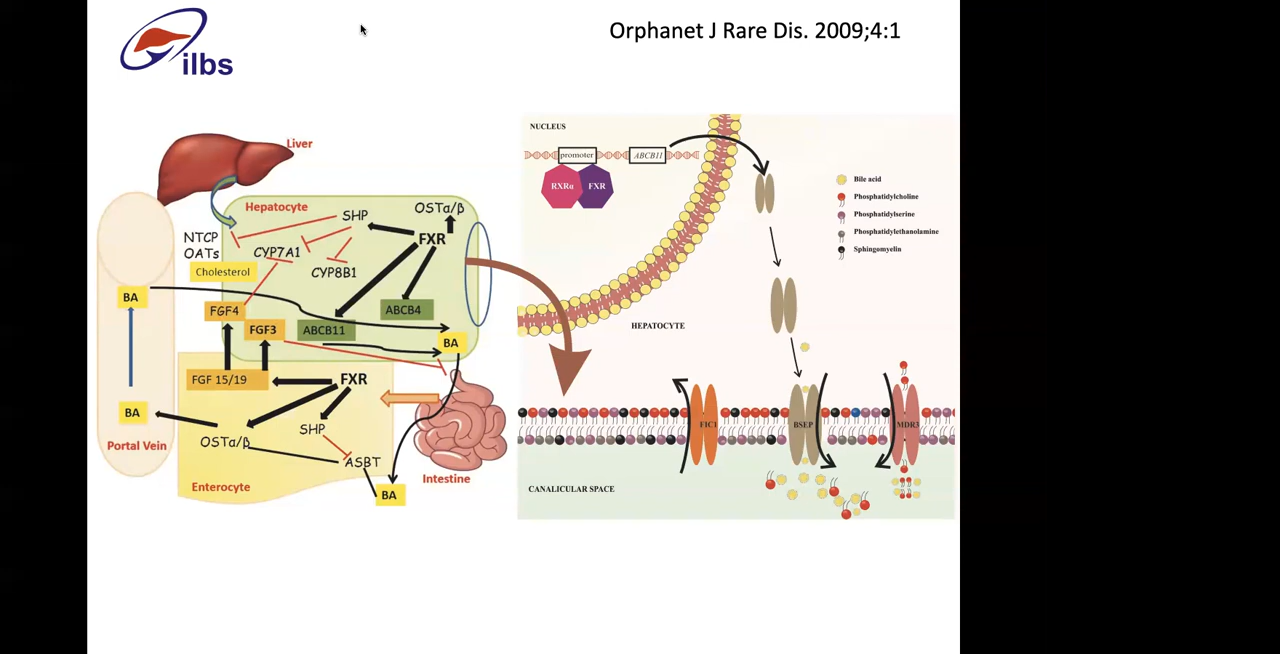 ilbs
Orphanet J Rare Dis. 2009;4:1
Liver
Hepatocyte
SHP
OSTα/β
NTCP
OATs
CYP7A1
FXR
Cholesterol
CYP8B1
BA
FGF4
ABCB4
FGF3
ABCB11
BA
FGF 15/19
FXR
BA
SHP
Portal Vein
OSTα/β
ASBT
Intestine
Enterocyte
BA
NUCLEUS
promoter
ABCB11
RXRα
FXR
Bile acid
Phosphatidylcholine
Phosphatidylserine
Phosphatidylethanolamine
Sphingomyelin
HEPATOCYTE
FIC1
BSEP
MDR3
CANALICULAR SPACE